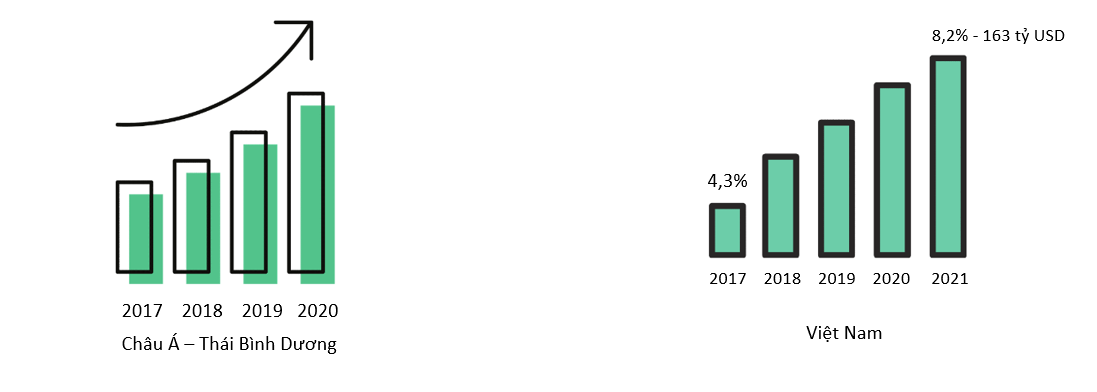 2017 2018 2019 2020
Châu Á – Thái Bình Dương
8,2% - 163 tỷ USD
4,3%
2017 2018 2019 2020 2021
Việt Nam